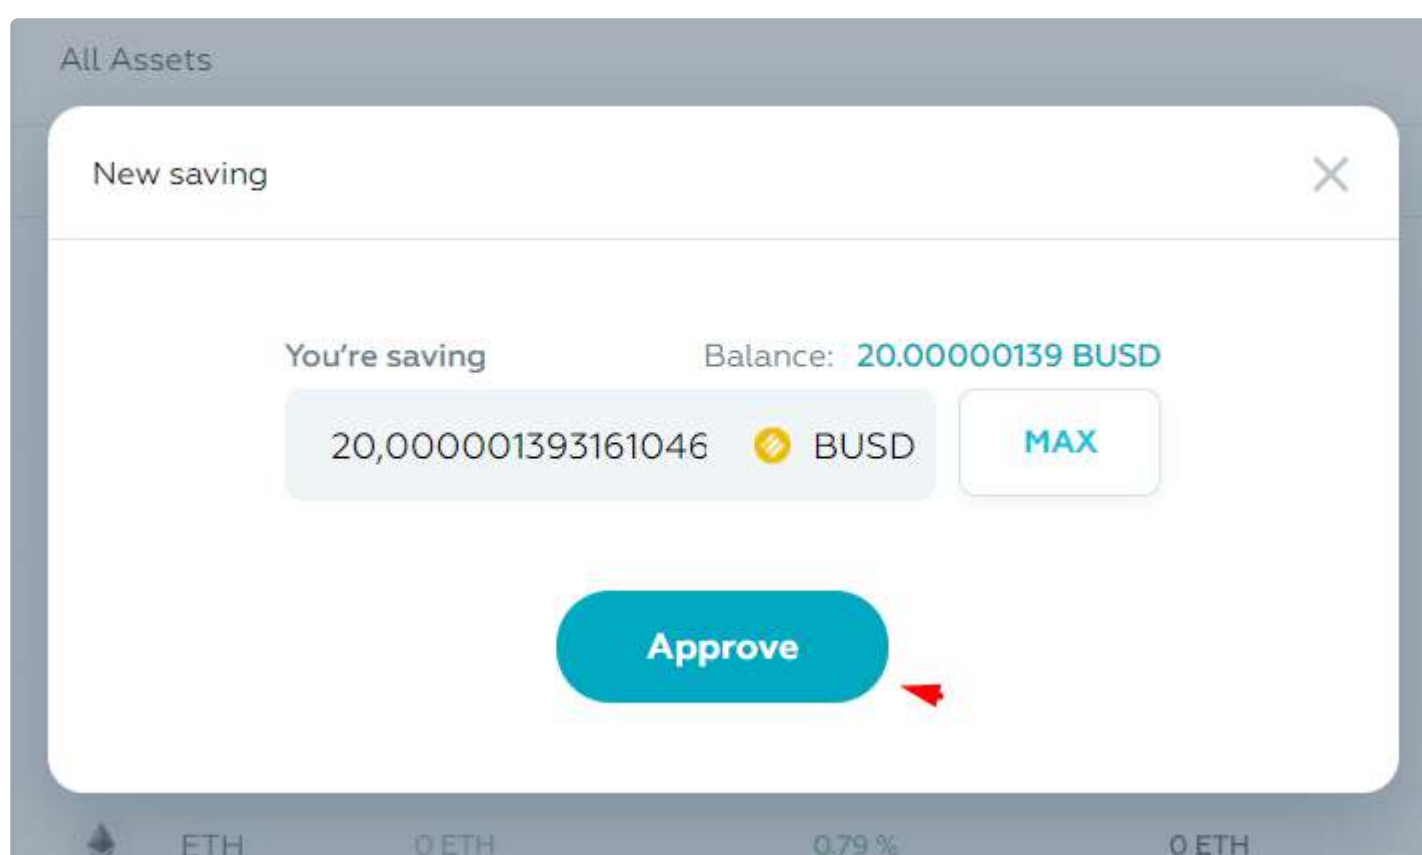 All Assets
New saving
You're saving Balance: 20.00000139 BUSD
20,000001393161046 BUSD MAX
Approve
ETH 0 ETH 0.79 % 0 ETH